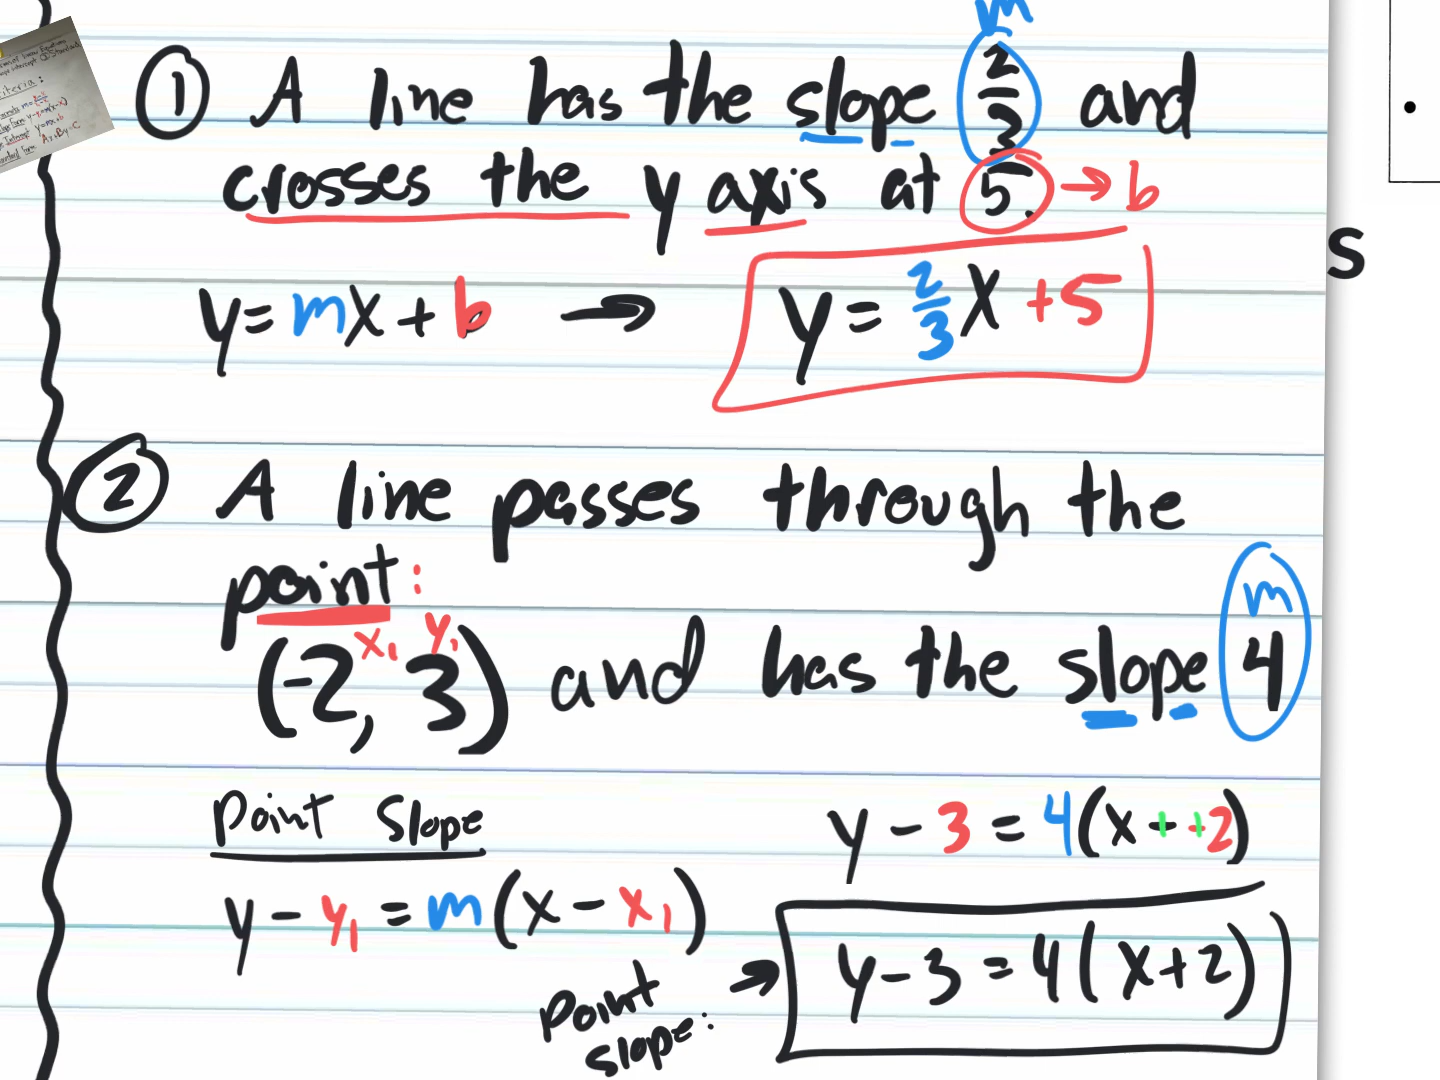 m
① A line has the slope 2/3 and
crosses the y axis at 5. → b
y = mx + b → y = 2/3 x + 5
② A line passes through the
point:
x₁ y₁ m
(-2, 3) and has the slope 4
Point Slope
y - 3 = 4(x + +2)
y - y₁ = m(x - x₁)
point slope: → y - 3 = 4(x + 2)
s